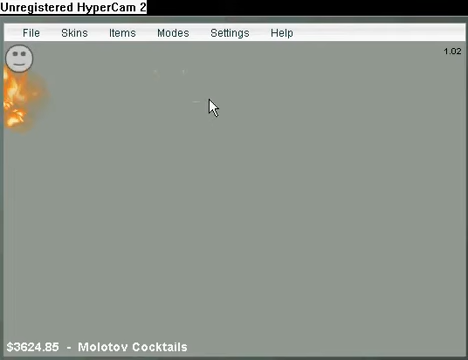 Unregistered HyperCam 2
File Skins Items Modes Settings Help
1.02
$3624.85 - Molotov Cocktails